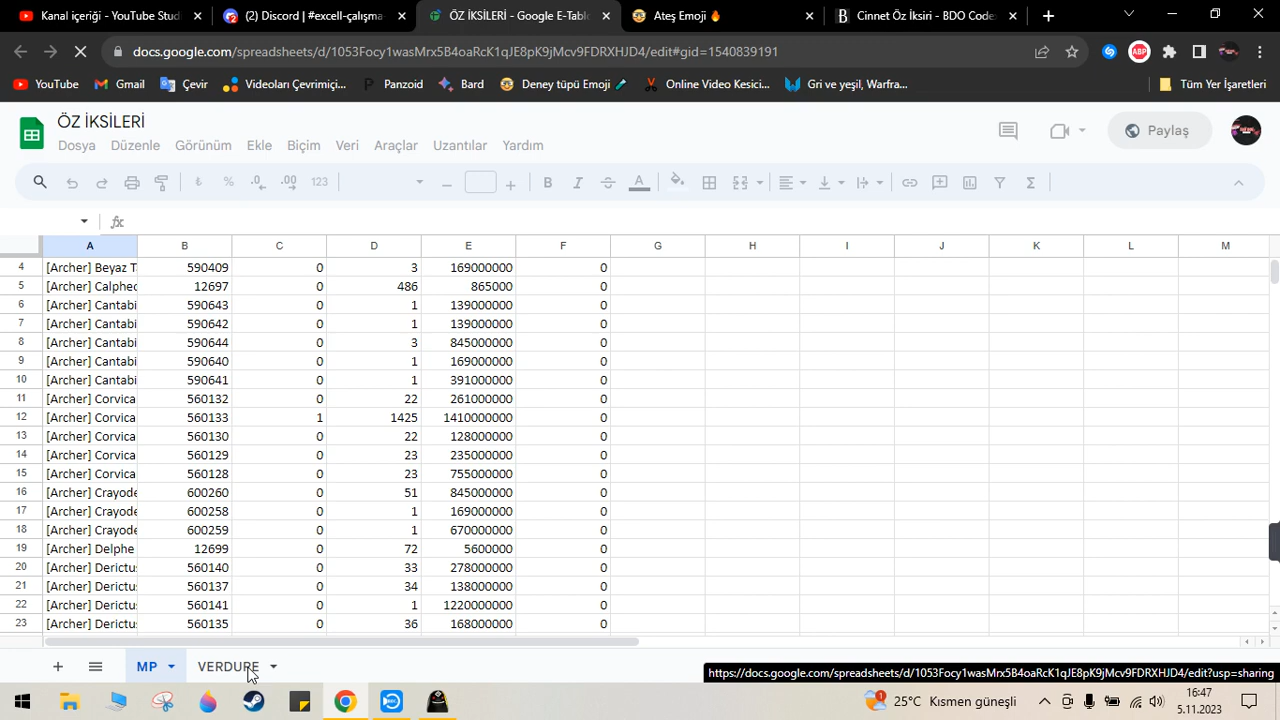 Kanal içeriği - YouTube Stud
(2) Discord | #excell-çalışma-
ÖZ İKSİLERİ - Google E-Tablo
Ateş Emoji 🔥
Cinnet Öz İksiri - BDO Codex
docs.google.com/spreadsheets/d/1053Focy1wasMrx5B4oaRcK1qJE8pK9jMcv9FDRXHJD4/edit#gid=1540839191
YouTube Gmail Çevir Videoları Çevrimiçi... Panzoid Bard Deney tüpü Emoji Online Video Kesici... Gri ve yeşil, Warfra... Tüm Yer İşaretleri
ÖZ İKSİLERİ
Dosya Düzenle Görünüm Ekle Biçim Veri Araçlar Uzantılar Yardım
Paylaş
₺ % .0 .00 123 B I S A Σ
fx
A B C D E F G H I J K L M
4 [Archer] Beyaz T 590409 0 3 169000000 0
5 [Archer] Calpheo 12697 0 486 865000 0
6 [Archer] Cantabi 590643 0 1 139000000 0
7 [Archer] Cantabi 590642 0 1 139000000 0
8 [Archer] Cantabi 590644 0 3 845000000 0
9 [Archer] Cantabi 590640 0 1 169000000 0
10 [Archer] Cantabi 590641 0 1 391000000 0
11 [Archer] Corvica 560132 0 22 261000000 0
12 [Archer] Corvica 560133 1 1425 1410000000 0
13 [Archer] Corvica 560130 0 22 128000000 0
14 [Archer] Corvica 560129 0 23 235000000 0
15 [Archer] Corvica 560128 0 23 755000000 0
16 [Archer] Crayode 600260 0 51 845000000 0
17 [Archer] Crayode 600258 0 1 169000000 0
18 [Archer] Crayode 600259 0 1 670000000 0
19 [Archer] Delphe 12699 0 72 5600000 0
20 [Archer] Derictus 560140 0 33 278000000 0
21 [Archer] Derictus 560137 0 34 138000000 0
22 [Archer] Derictus 560141 0 1 1220000000 0
23 [Archer] Derictus 560135 0 36 168000000 0
MP VERDURE
https://docs.google.com/spreadsheets/d/1053Focy1wasMrx5B4oaRcK1qJE8pK9jMcv9FDRXHJD4/edit?usp=sharing
25°C Kısmen güneşli
16:47
5.11.2023